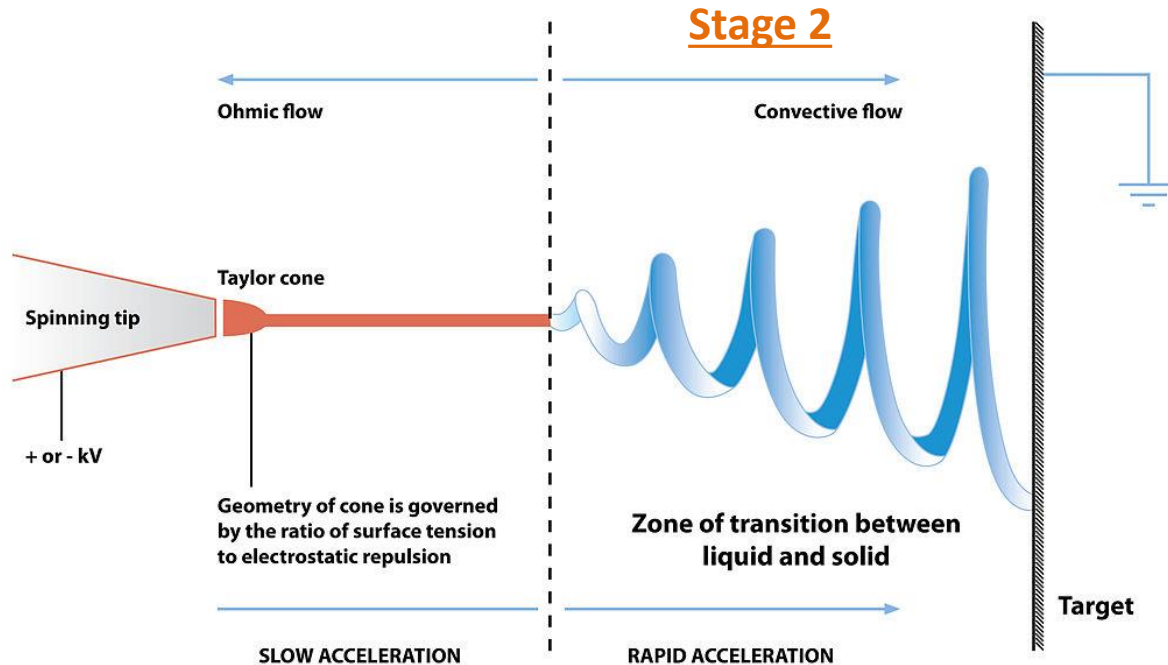 Stage 2
Ohmic flow
Convective flow
Taylor cone
Spinning tip
+ or - kV
Geometry of cone is governed
by the ratio of surface tension
to electrostatic repulsion
Zone of transition between
liquid and solid
Target
SLOW ACCELERATION
RAPID ACCELERATION